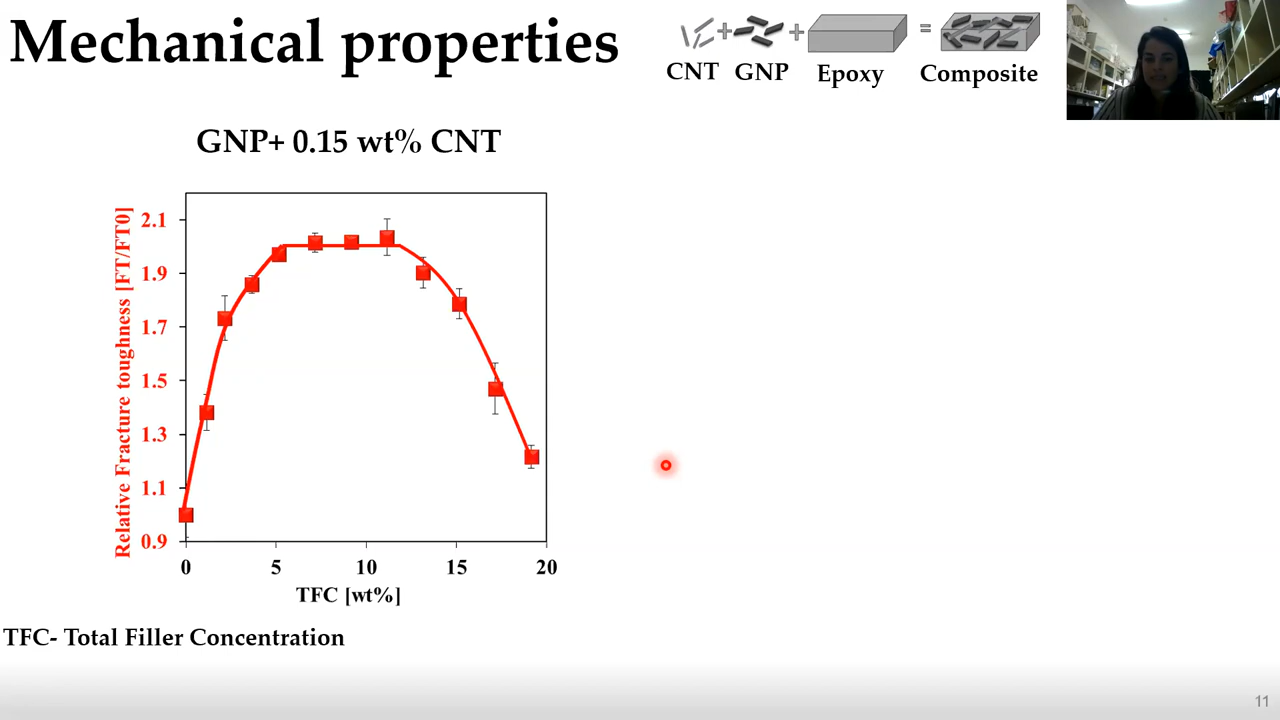 Mechanical properties
CNT + GNP + Epoxy = Composite
GNP+ 0.15 wt% CNT
Relative Fracture toughness [FT/FT0]
2.1
1.9
1.7
1.5
1.3
1.1
0.9
0 5 10 15 20
TFC [wt%]
TFC- Total Filler Concentration
11